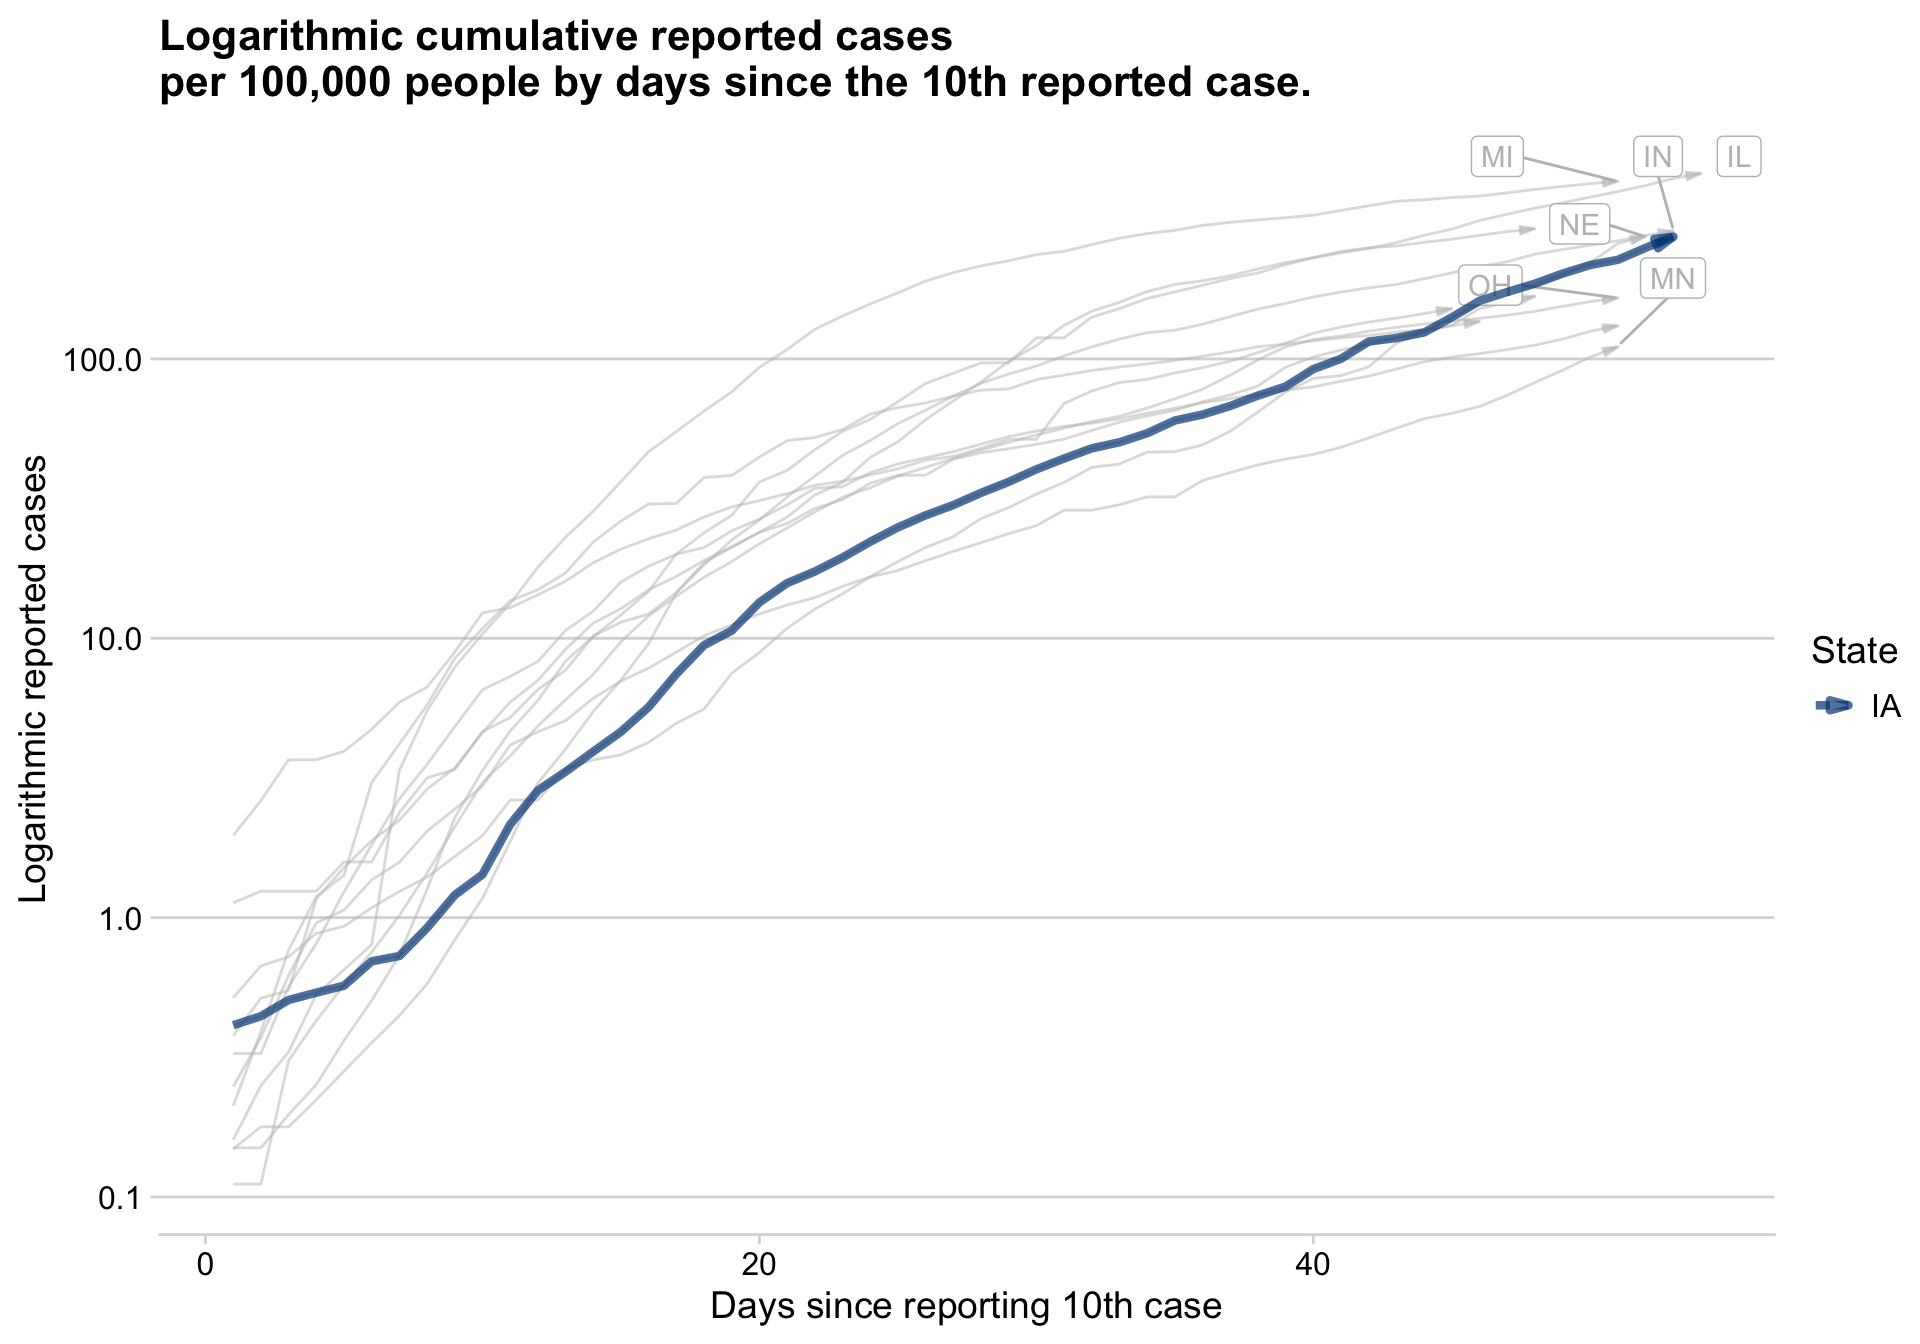 Logarithmic cumulative reported cases
per 100,000 people by days since the 10th reported case.
MI
IN
IL
NE
OH
MN
100.0
10.0
1.0
0.1
Logarithmic reported cases
0
20
40
Days since reporting 10th case
State
IA